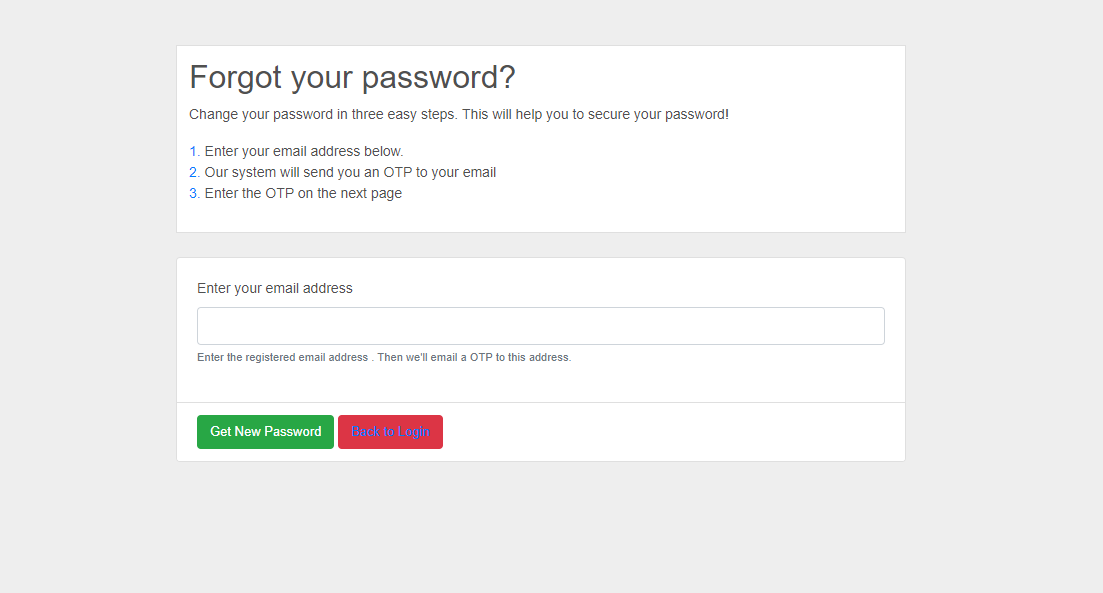 Forgot your password?
Change your password in three easy steps. This will help you to secure your password!
1. Enter your email address below.
2. Our system will send you an OTP to your email
3. Enter the OTP on the next page
Enter your email address
Enter the registered email address . Then we'll email a OTP to this address.
Get New Password Back to Login